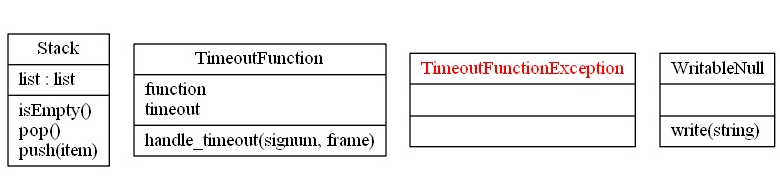 Stack
list : list
isEmpty()
pop()
push(item)
TimeoutFunction
function
timeout
handle_timeout(signum, frame)
TimeoutFunctionException
WritableNull
write(string)